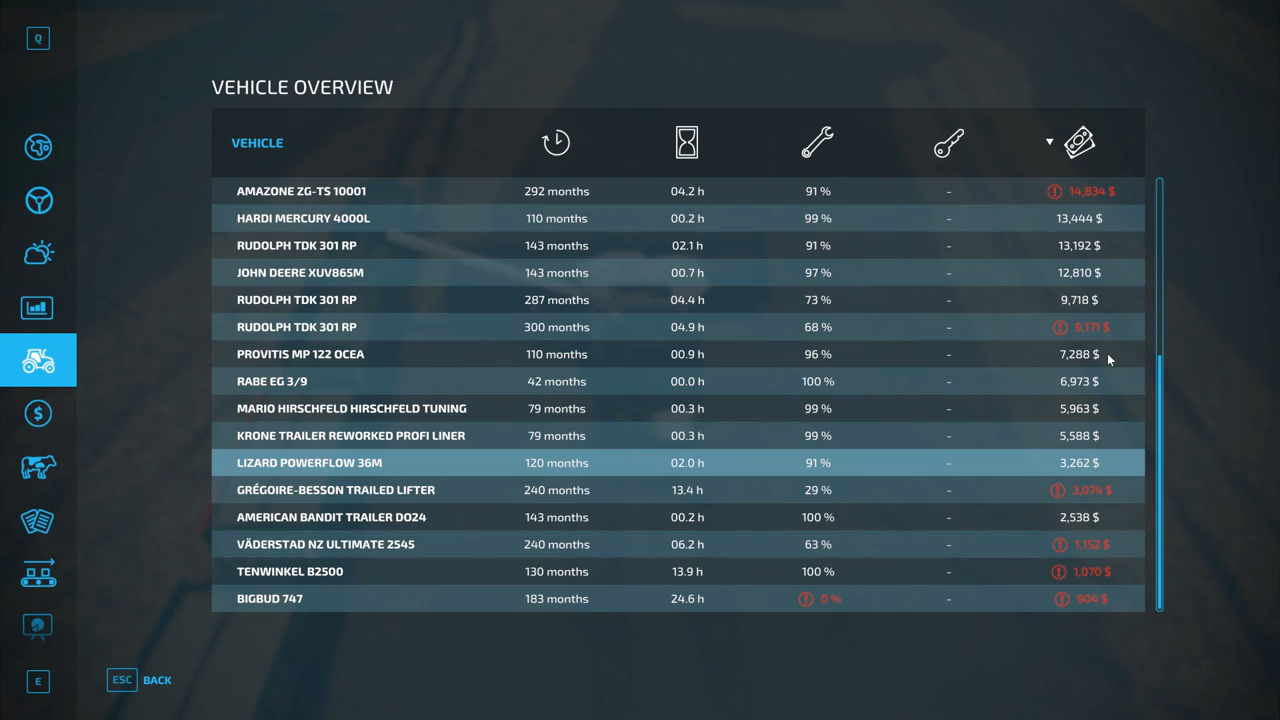 Q
VEHICLE OVERVIEW
VEHICLE
AMAZONE ZG-TS 10001 292 months 04.2 h 91 % - 14,834 $
HARDI MERCURY 4000L 110 months 00.2 h 99 % - 13,444 $
RUDOLPH TDK 301 RP 143 months 02.1 h 91 % - 13,192 $
JOHN DEERE XUV865M 143 months 00.7 h 97 % - 12,810 $
RUDOLPH TDK 301 RP 287 months 04.4 h 73 % - 9,718 $
RUDOLPH TDK 301 RP 300 months 04.9 h 68 % - 9,171 $
PROVITIS MP 122 OCEA 110 months 00.9 h 96 % - 7,288 $
RABE EG 3/9 42 months 00.0 h 100 % - 6,973 $
MARIO HIRSCHFELD HIRSCHFELD TUNING 79 months 00.3 h 99 % - 5,963 $
KRONE TRAILER REWORKED PROFI LINER 79 months 00.3 h 99 % - 5,588 $
LIZARD POWERFLOW 36M 120 months 02.0 h 91 % - 3,262 $
GRÉGOIRE-BESSON TRAILED LIFTER 240 months 13.4 h 29 % - 3,074 $
AMERICAN BANDIT TRAILER DO24 143 months 00.2 h 100 % - 2,538 $
VÄDERSTAD NZ ULTIMATE 2545 240 months 06.2 h 63 % - 1,152 $
TENWINKEL B2500 130 months 13.9 h 100 % - 1,070 $
BIGBUD 747 183 months 24.6 h 0 % - 904 $
E
ESC BACK